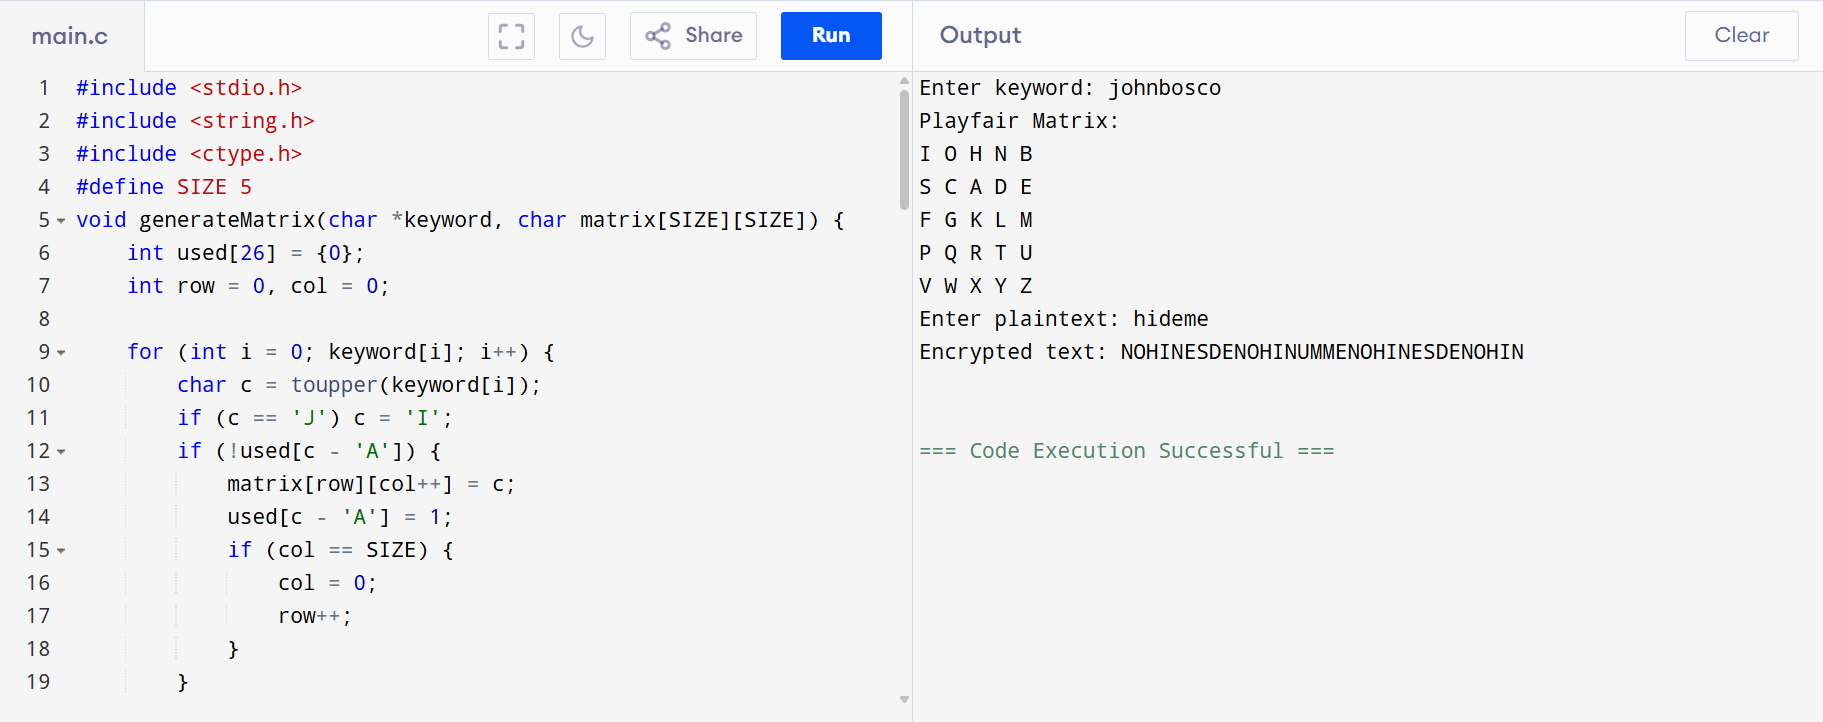 main.c
Share
Run
Output
Clear
1 #include <stdio.h>
2 #include <string.h>
3 #include <ctype.h>
4 #define SIZE 5
5 void generateMatrix(char *keyword, char matrix[SIZE][SIZE]) {
6     int used[26] = {0};
7     int row = 0, col = 0;
8
9     for (int i = 0; keyword[i]; i++) {
10         char c = toupper(keyword[i]);
11         if (c == 'J') c = 'I';
12         if (!used[c - 'A']) {
13             matrix[row][col++] = c;
14             used[c - 'A'] = 1;
15             if (col == SIZE) {
16                 col = 0;
17                 row++;
18             }
19         }
Enter keyword: johnbosco
Playfair Matrix:
I O H N B
S C A D E
F G K L M
P Q R T U
V W X Y Z
Enter plaintext: hideme
Encrypted text: NOHINESDENOHINUMMENOHINESDENOHIN
=== Code Execution Successful ===